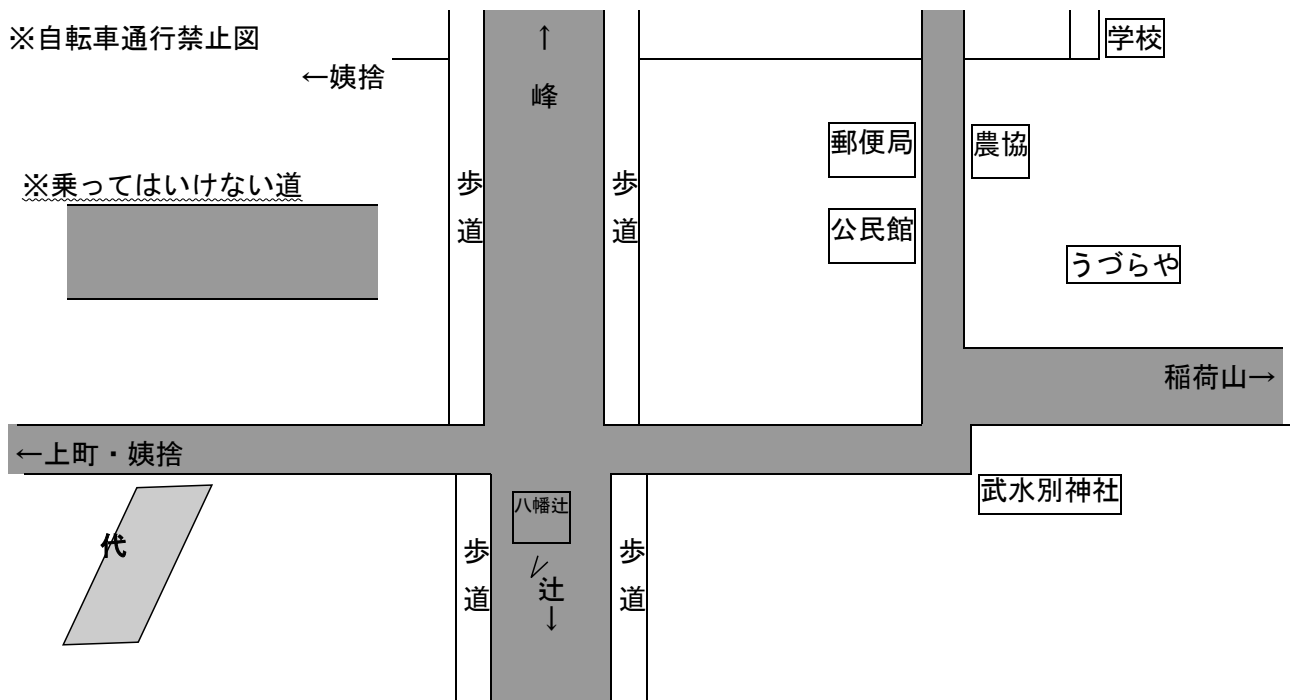 ※自転車通行禁止図
←姨捨
↑
峰
学校
郵便局
農協
※乗ってはいけない道
歩道
歩道
公民館
うづらや
稲荷山→
←上町・姨捨
武水別神社
八幡辻
代
歩道
歩道
辻
↓